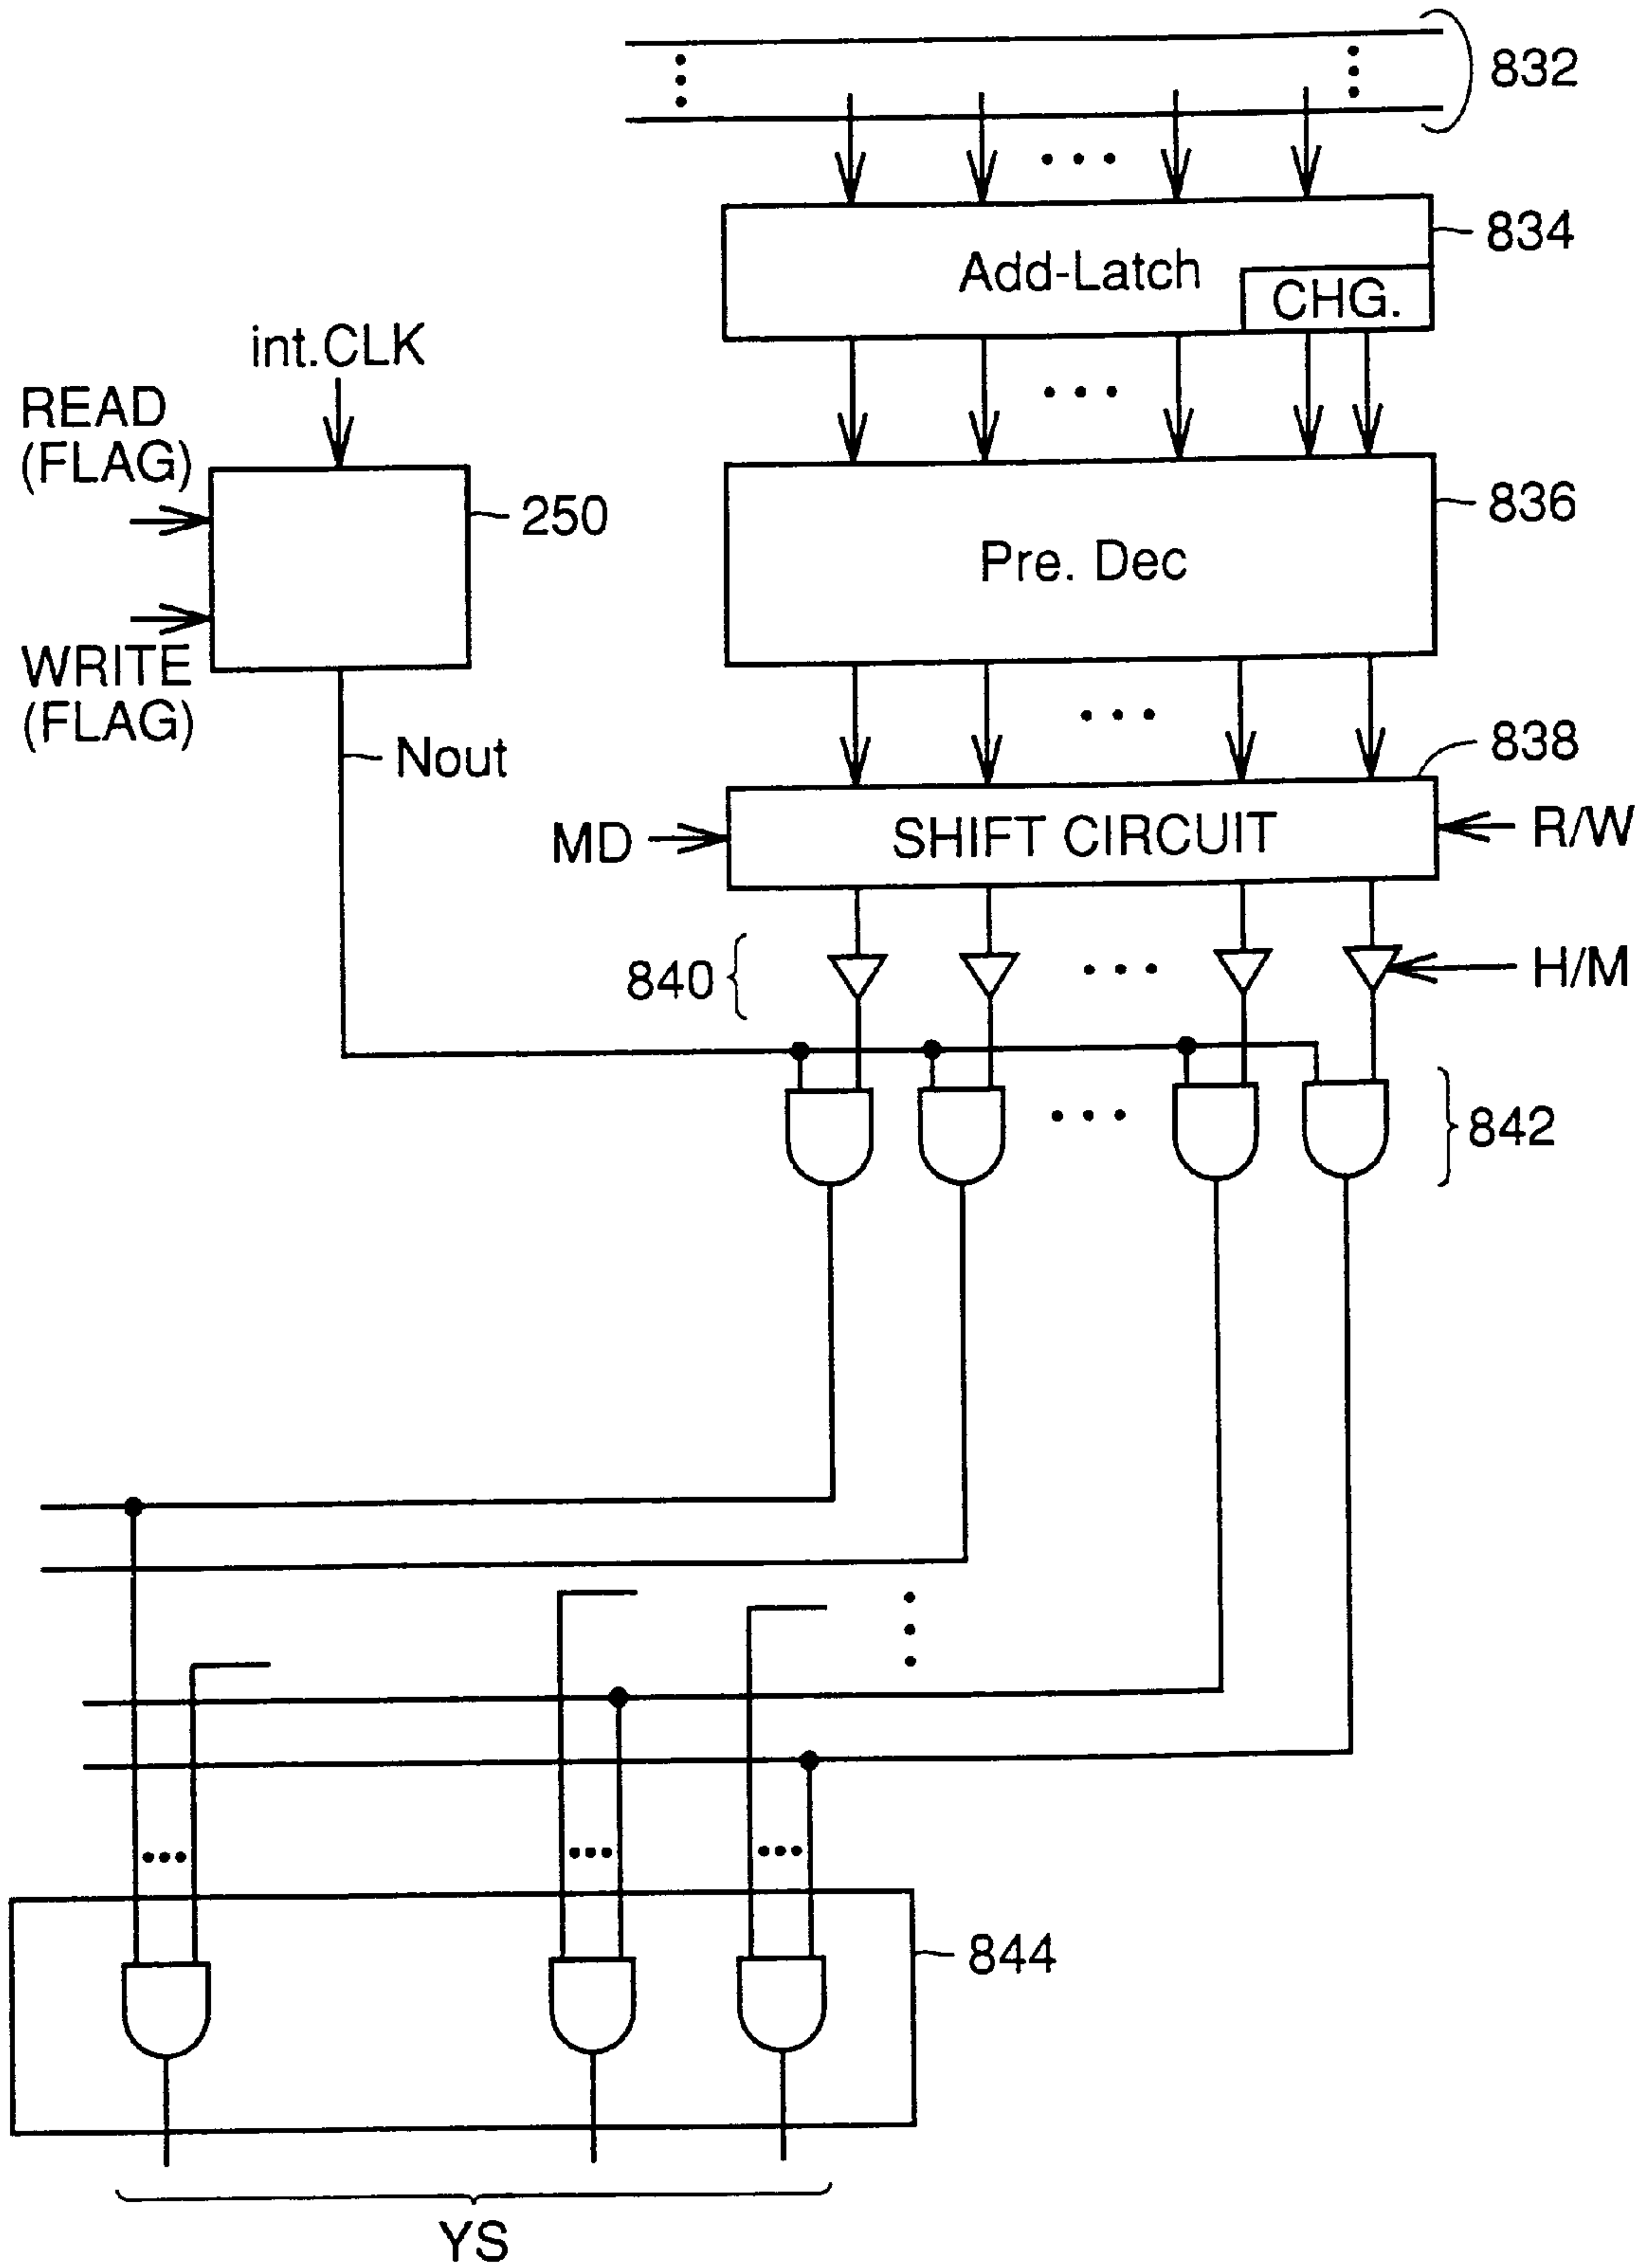 832
834
Add-Latch
CHG.
int.CLK
READ
(FLAG)
250
836
Pre. Dec
WRITE
(FLAG)
Nout
838
MD
SHIFT CIRCUIT
R/W
840
H/M
842
844
YS